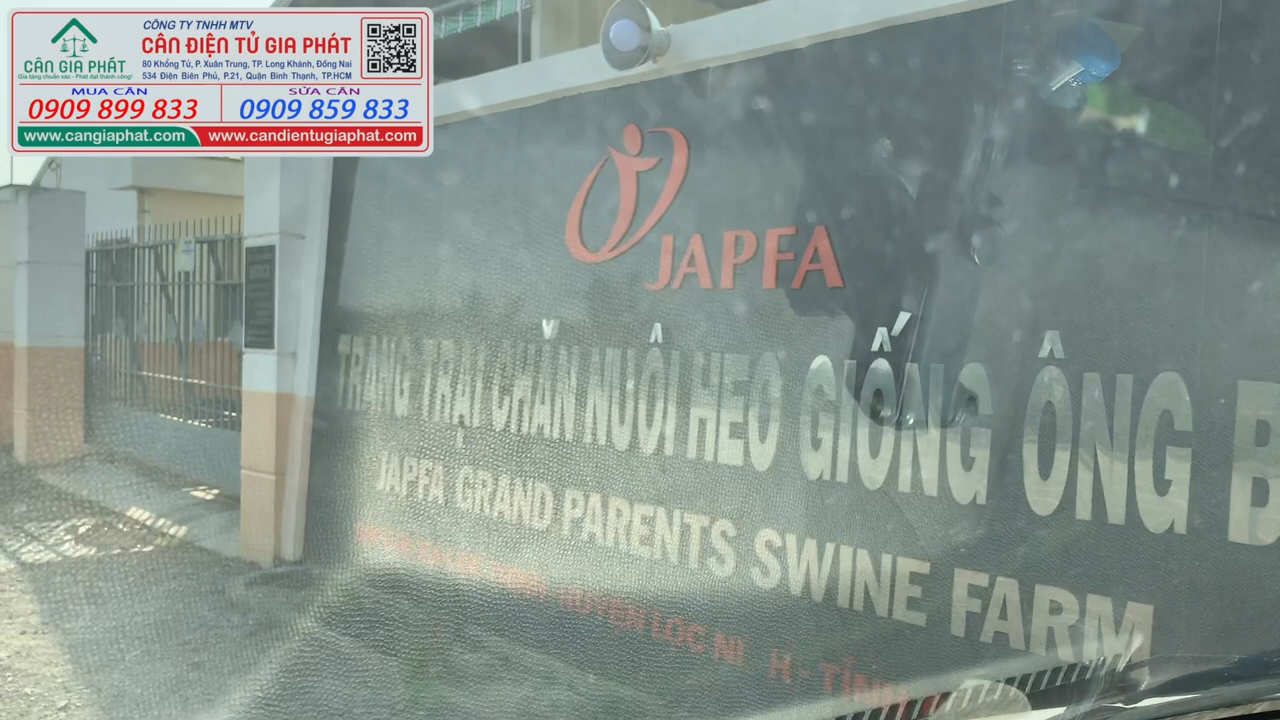 CÔNG TY TNHH MTV
CÂN ĐIỆN TỬ GIA PHÁT
80 Khổng Tử, P. Xuân Trung, TP. Long Khánh, Đồng Nai
534 Điện Biên Phủ, P.21, Quận Bình Thạnh, TP.HCM
CÂN GIA PHÁT
Gia tăng chuẩn xác - Phát đạt thành công!
MUA CÂN
0909 899 833
SỬA CÂN
0909 859 833
www.cangiaphat.com
www.candientugiaphat.com
JAPFA
TRANG TRẠI CHĂN NUÔI HEO GIỐNG ÔNG B
JAPFA GRAND PARENTS SWINE FARM
HUYỆN LỘC NI H - TỈNH